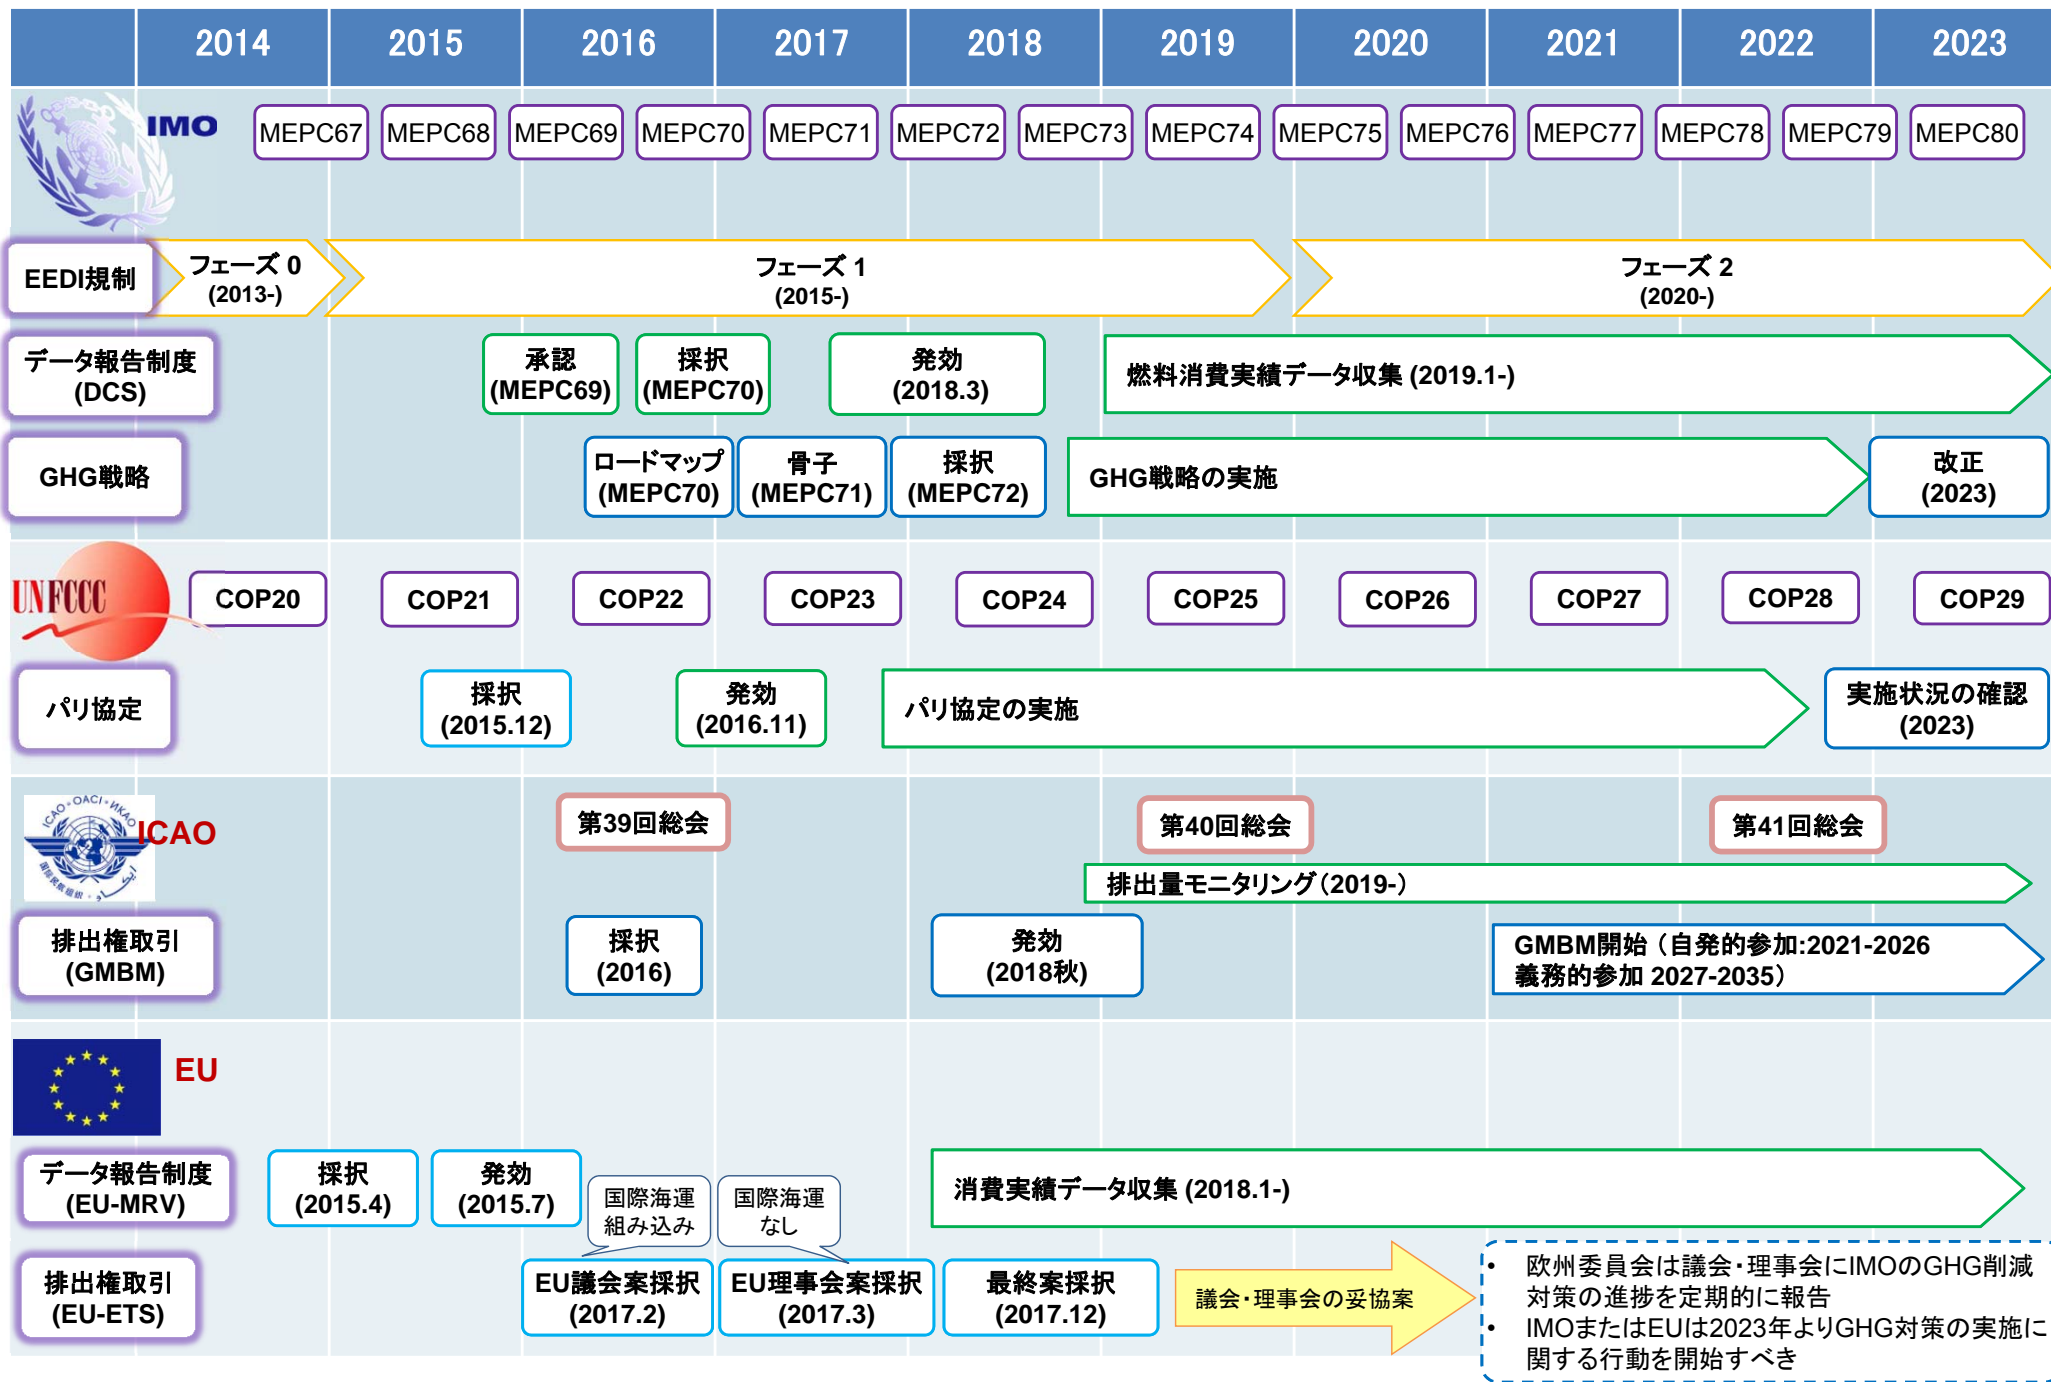 2014 2015 2016 2017 2018 2019 2020 2021 2022 2023
IMO
MEPC67 MEPC68 MEPC69 MEPC70 MEPC71 MEPC72 MEPC73 MEPC74 MEPC75 MEPC76 MEPC77 MEPC78 MEPC79 MEPC80
EEDI規制
フェーズ 0
(2013-)
フェーズ 1
(2015-)
フェーズ 2
(2020-)
データ報告制度
(DCS)
承認
(MEPC69)
採択
(MEPC70)
発効
(2018.3)
燃料消費実績データ収集 (2019.1-)
GHG戦略
ロードマップ
(MEPC70)
骨子
(MEPC71)
採択
(MEPC72)
GHG戦略の実施
改正
(2023)
UNFCCC
COP20 COP21 COP22 COP23 COP24 COP25 COP26 COP27 COP28 COP29
パリ協定
採択
(2015.12)
発効
(2016.11)
パリ協定の実施
実施状況の確認
(2023)
ICAO・OACI・ИКАО
ICAO
第39回総会
第40回総会
第41回総会
排出量モニタリング（2019-）
排出権取引
(GMBM)
採択
(2016)
発効
(2018秋)
GMBM開始（自発的参加:2021-2026
義務的参加 2027-2035）
EU
データ報告制度
(EU-MRV)
採択
(2015.4)
発効
(2015.7)
国際海運
組み込み
国際海運
なし
消費実績データ収集 (2018.1-)
排出権取引
(EU-ETS)
EU議会案採択
(2017.2)
EU理事会案採択
(2017.3)
最終案採択
(2017.12)
議会・理事会の妥協案
• 欧州委員会は議会・理事会にIMOのGHG削減
対策の進捗を定期的に報告
• IMOまたはEUは2023年よりGHG対策の実施に
関する行動を開始すべき